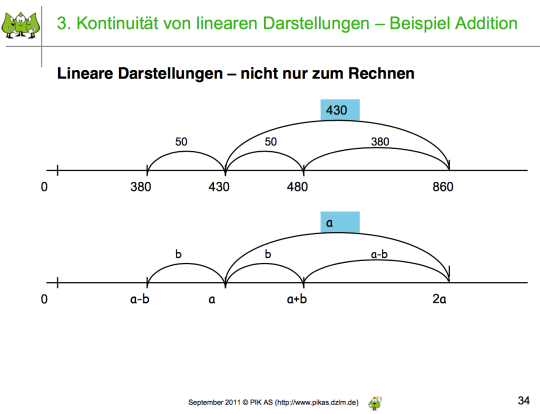 3. Kontinuität von linearen Darstellungen – Beispiel Addition
Lineare Darstellungen – nicht nur zum Rechnen
430
50 50 380
0 380 430 480 860
a
b b a-b
0 a-b a a+b 2a
September 2011 © PIK AS (http://www.pikas.dzlm.de)
34